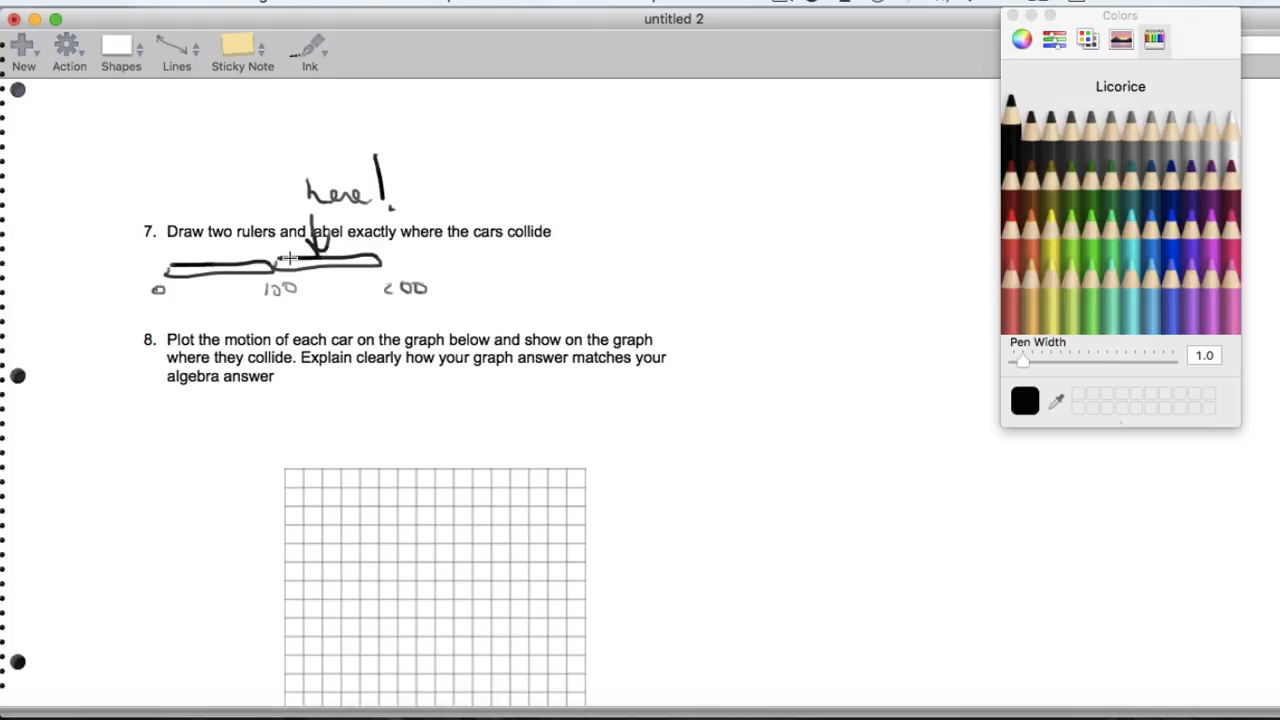 untitled 2
Colors
New
Action
Shapes
Lines
Sticky Note
Ink
Licorice
here!
7. Draw two rulers and label exactly where the cars collide
0 100 200
8. Plot the motion of each car on the graph below and show on the graph
where they collide. Explain clearly how your graph answer matches your
algebra answer
Pen Width
1.0